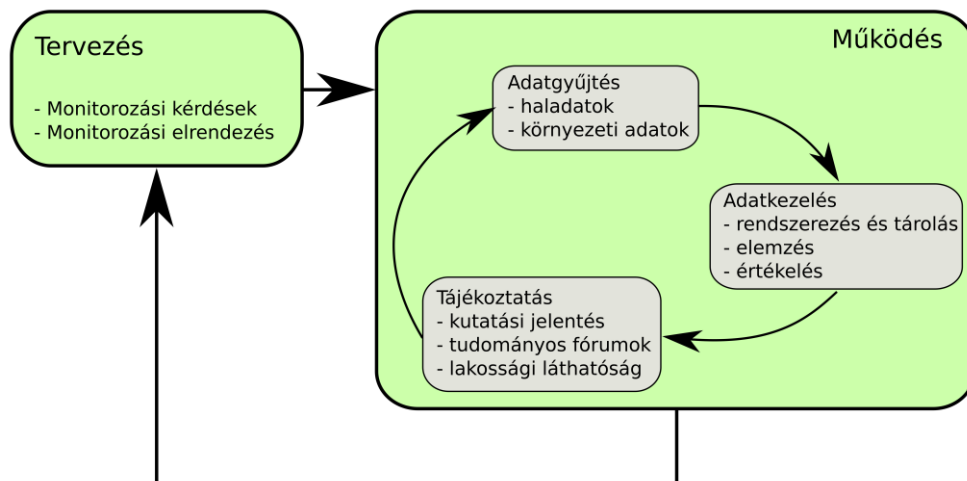 Tervezés
- Monitorozási kérdések
- Monitorozási elrendezés
Működés
Adatgyűjtés
- haladatok
- környezeti adatok
Adatkezelés
- rendszerezés és tárolás
- elemzés
- értékelés
Tájékoztatás
- kutatási jelentés
- tudományos fórumok
- lakossági láthatóság